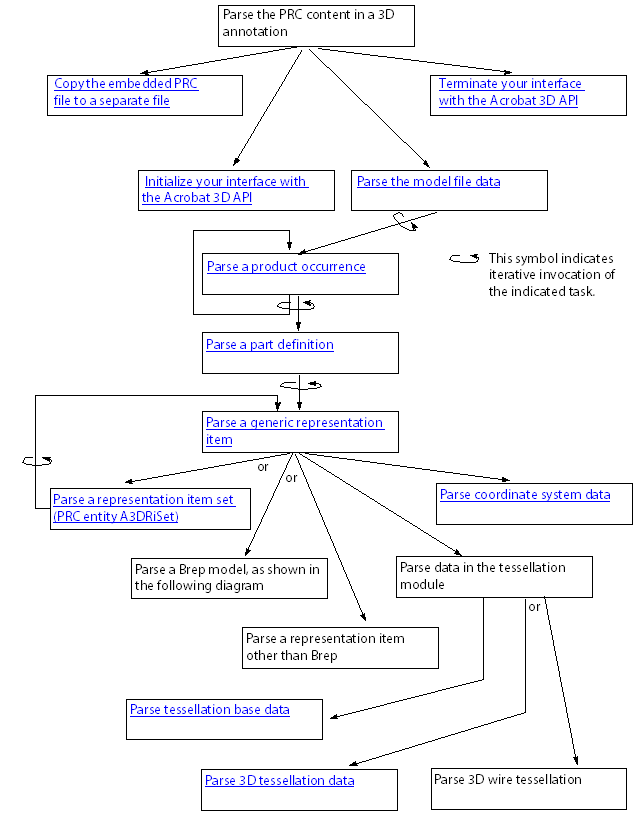 Parse the PRC content in a 3D
annotation
Copy the embedded PRC
file to a separate file
Terminate your interface
with the Acrobat 3D API
Initialize your interface with
the Acrobat 3D API
Parse the model file data
Parse a product occurrence
This symbol indicates
iterative invocation of
the indicated task.
Parse a part definition
Parse a generic representation
item
or
or
Parse a representation item set
(PRC entity A3DRiSet)
Parse coordinate system data
Parse a Brep model, as shown in
the following diagram
Parse data in the tessellation
module
or
Parse a representation item
other than Brep
Parse tessellation base data
Parse 3D tessellation data
Parse 3D wire tessellation